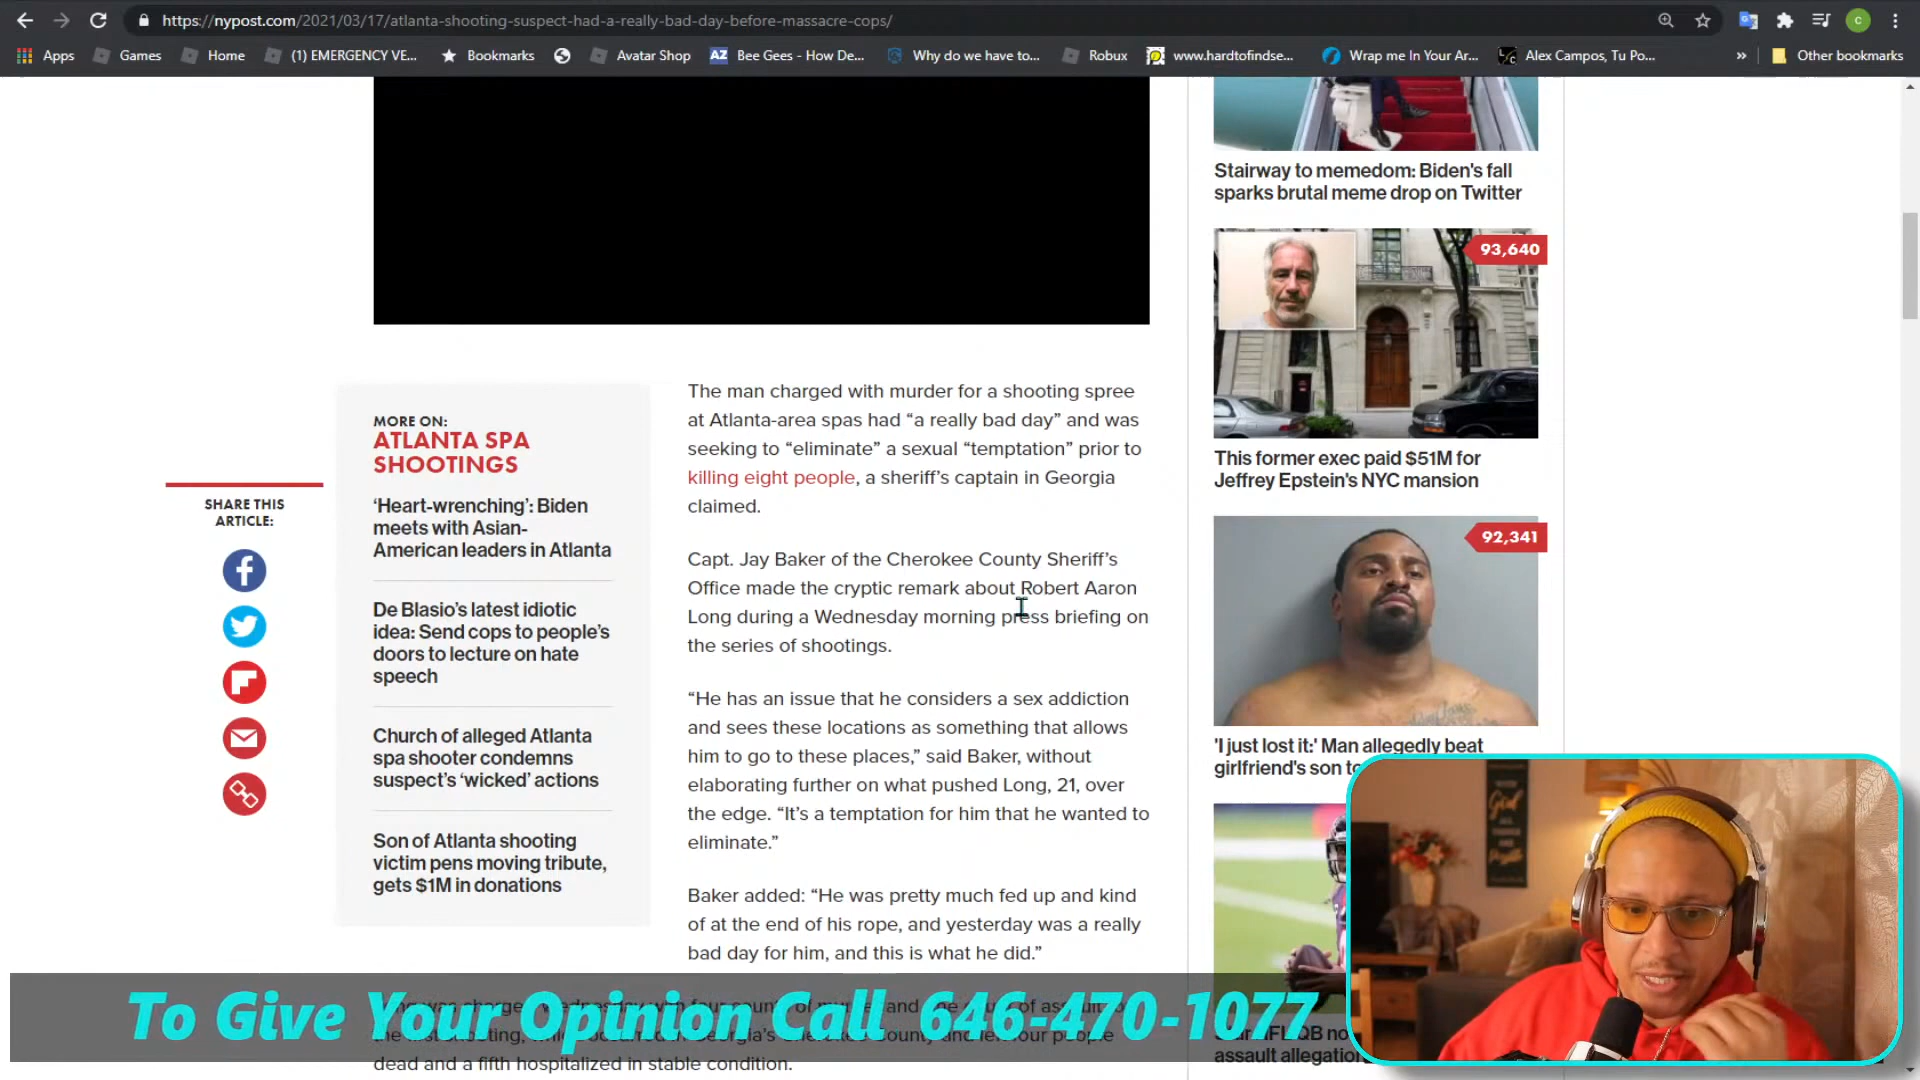 https://nypost.com/2021/03/17/atlanta-shooting-suspect-had-a-really-bad-day-before-massacre-cops/
Apps Games Home (1) EMERGENCY VE... Bookmarks Avatar Shop AZ Bee Gees - How De... Why do we have to... Robux www.hardtofindse... Wrap me In Your Ar... Alex Campos, Tu Po... » Other bookmarks
Stairway to memedom: Biden's fall
sparks brutal meme drop on Twitter
93,640
This former exec paid $51M for
Jeffrey Epstein's NYC mansion
92,341
'I just lost it:' Man allegedly beat
girlfriend's son to
SHARE THIS
ARTICLE:
MORE ON:
ATLANTA SPA
SHOOTINGS
‘Heart-wrenching’: Biden
meets with Asian-
American leaders in Atlanta
De Blasio’s latest idiotic
idea: Send cops to people’s
doors to lecture on hate
speech
Church of alleged Atlanta
spa shooter condemns
suspect’s ‘wicked’ actions
Son of Atlanta shooting
victim pens moving tribute,
gets $1M in donations
The man charged with murder for a shooting spree
at Atlanta-area spas had “a really bad day” and was
seeking to “eliminate” a sexual “temptation” prior to
killing eight people, a sheriff’s captain in Georgia
claimed.
Capt. Jay Baker of the Cherokee County Sheriff’s
Office made the cryptic remark about Robert Aaron
Long during a Wednesday morning press briefing on
the series of shootings.
“He has an issue that he considers a sex addiction
and sees these locations as something that allows
him to go to these places,” said Baker, without
elaborating further on what pushed Long, 21, over
the edge. “It’s a temptation for him that he wanted to
eliminate.”
Baker added: “He was pretty much fed up and kind
of at the end of his rope, and yesterday was a really
bad day for him, and this is what he did.”
To Give Your Opinion Call 646-470-1077
dead and a fifth hospitalized in stable condition.
QB no
assault allegation
God